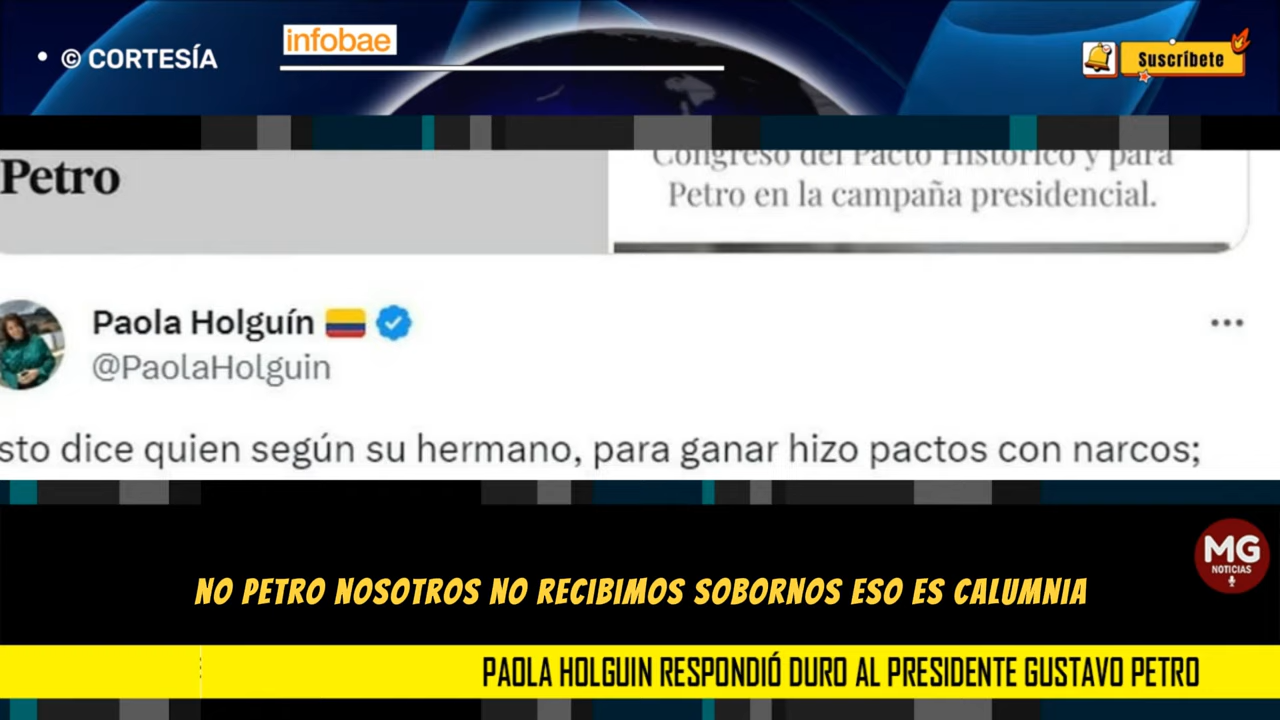 • © CORTESÍA
infobae
Suscríbete
Petro
Congreso del Pacto Histórico y para
Petro en la campaña presidencial.
Paola Holguín
@PaolaHolguin
sto dice quien según su hermano, para ganar hizo pactos con narcos;
MG
NOTICIAS
NO PETRO NOSOTROS NO RECIBIMOS SOBORNOS ESO ES CALUMNIA
PAOLA HOLGUIN RESPONDIÓ DURO AL PRESIDENTE GUSTAVO PETRO